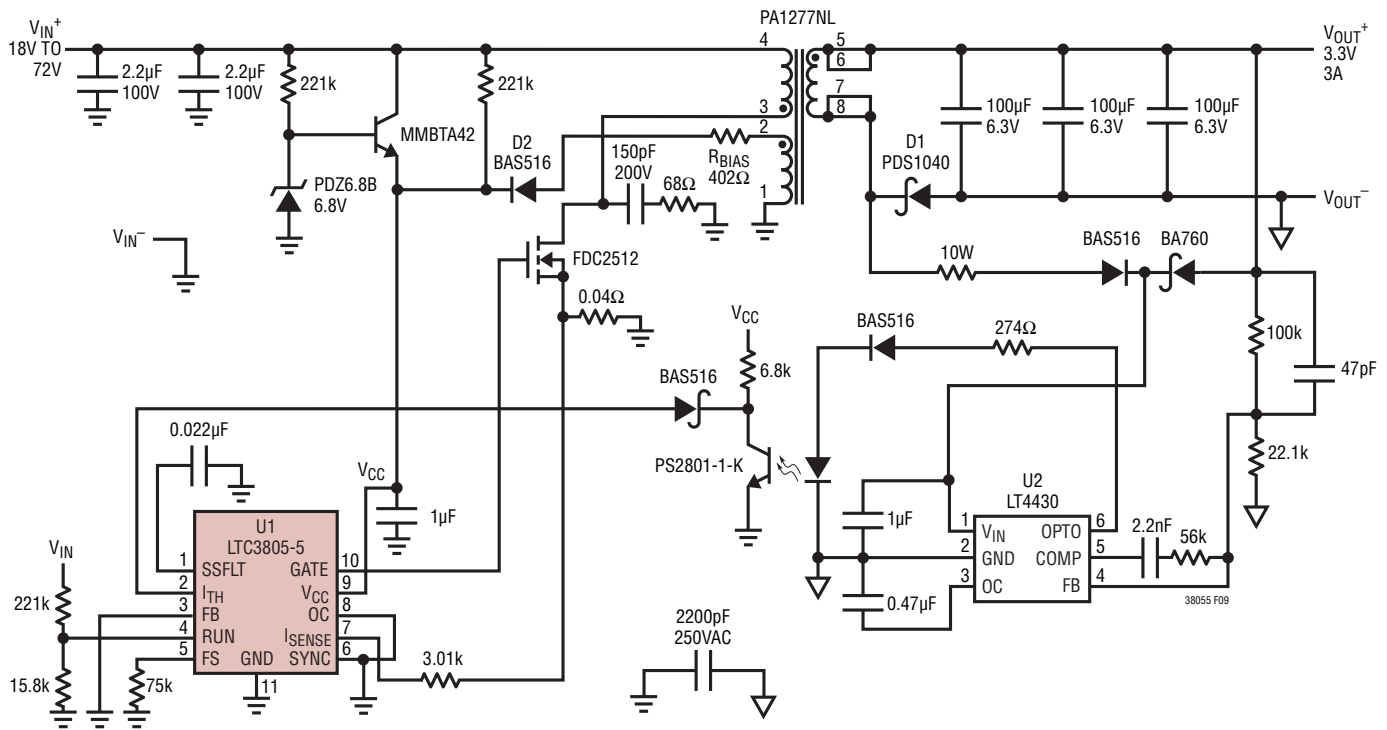 PA1277NL
VIN+
18V TO
72V
2.2µF
100V
2.2µF
100V
221k
221k
MMBTA42
PDZ6.8B
6.8V
VIN–
D2
BAS516
150pF
200V
68Ω
RBIAS
402Ω
4
3
2
1
5
6
7
8
D1
PDS1040
100µF
6.3V
100µF
6.3V
100µF
6.3V
VOUT+
3.3V
3A
VOUT–
FDC2512
0.04Ω
10W
BAS516
BA760
VCC
6.8k
BAS516
BAS516
274Ω
100k
47pF
22.1k
PS2801-1-K
0.022µF
VCC
1µF
U1
LTC3805-5
1
SSFLT
2
ITH
3
FB
4
RUN
5
FS
GND
11
GATE
10
VCC
9
OC
8
ISENSE
7
SYNC
6
VIN
221k
15.8k
75k
3.01k
2200pF
250VAC
1µF
0.47µF
U2
LT4430
1
VIN
2
GND
3
OC
OPTO
6
COMP
5
FB
4
2.2nF
56k
38055 F09